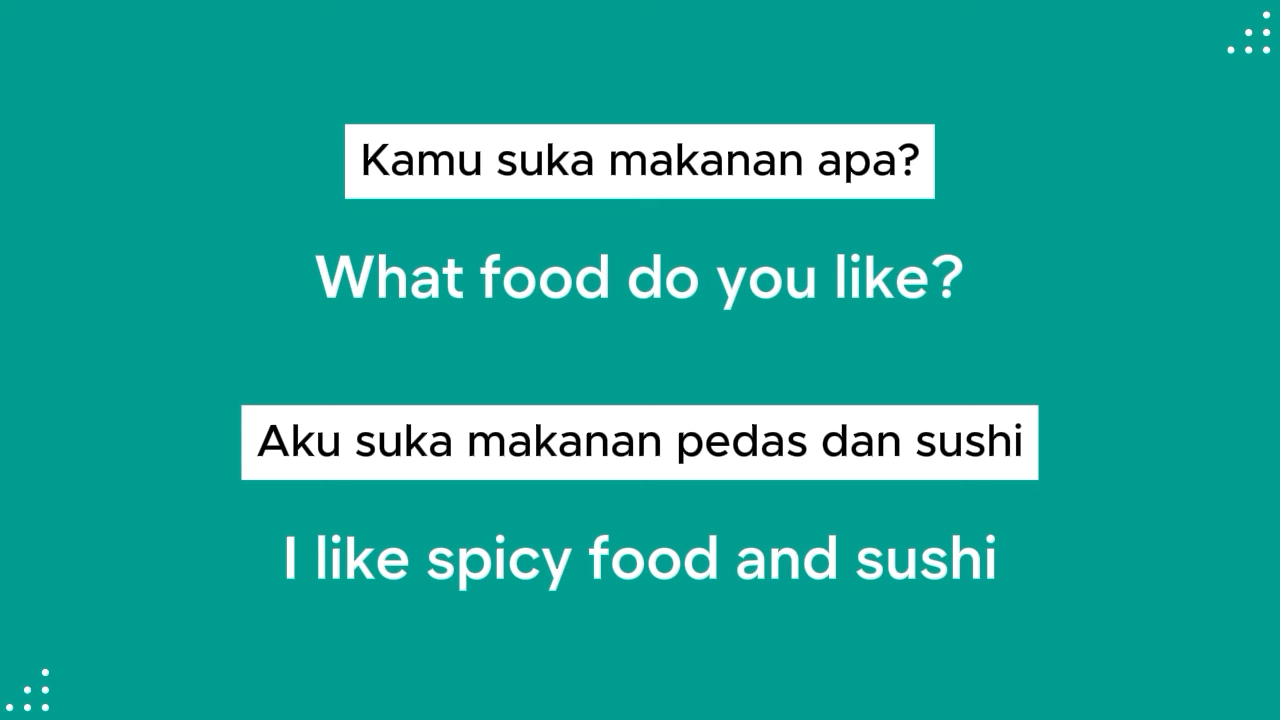 Kamu suka makanan apa?
What food do you like?
Aku suka makanan pedas dan sushi
I like spicy food and sushi